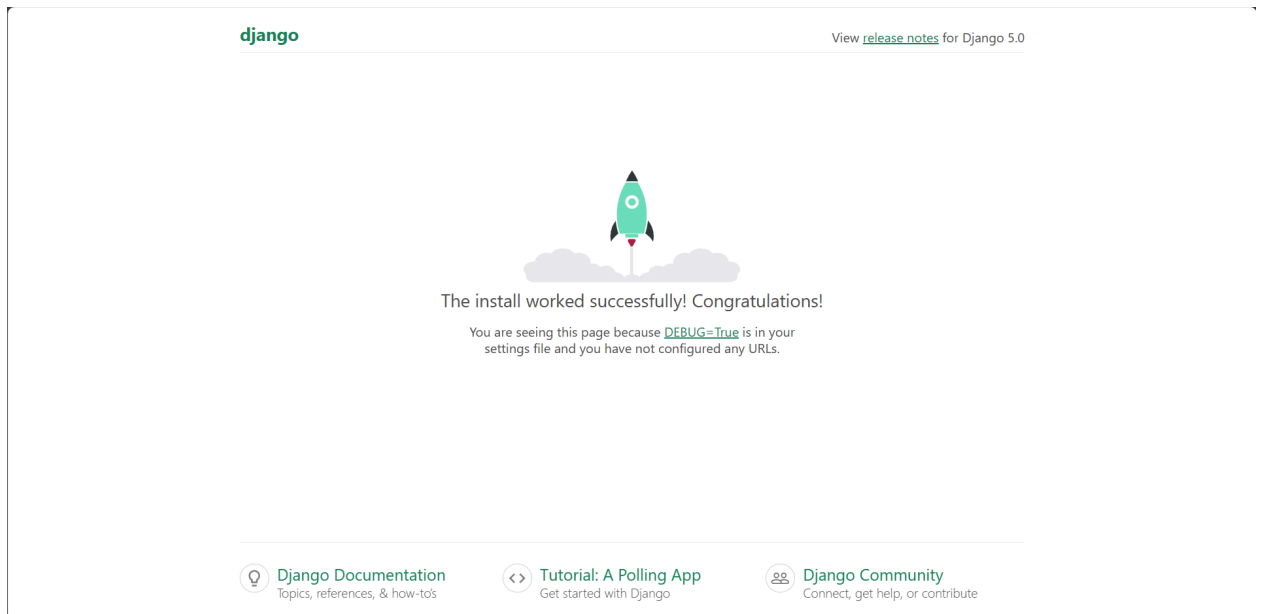 django
View release notes for Django 5.0
The install worked successfully! Congratulations!
You are seeing this page because DEBUG=True is in your
settings file and you have not configured any URLs.
Django Documentation
Topics, references, & how-to's
Tutorial: A Polling App
Get started with Django
Django Community
Connect, get help, or contribute